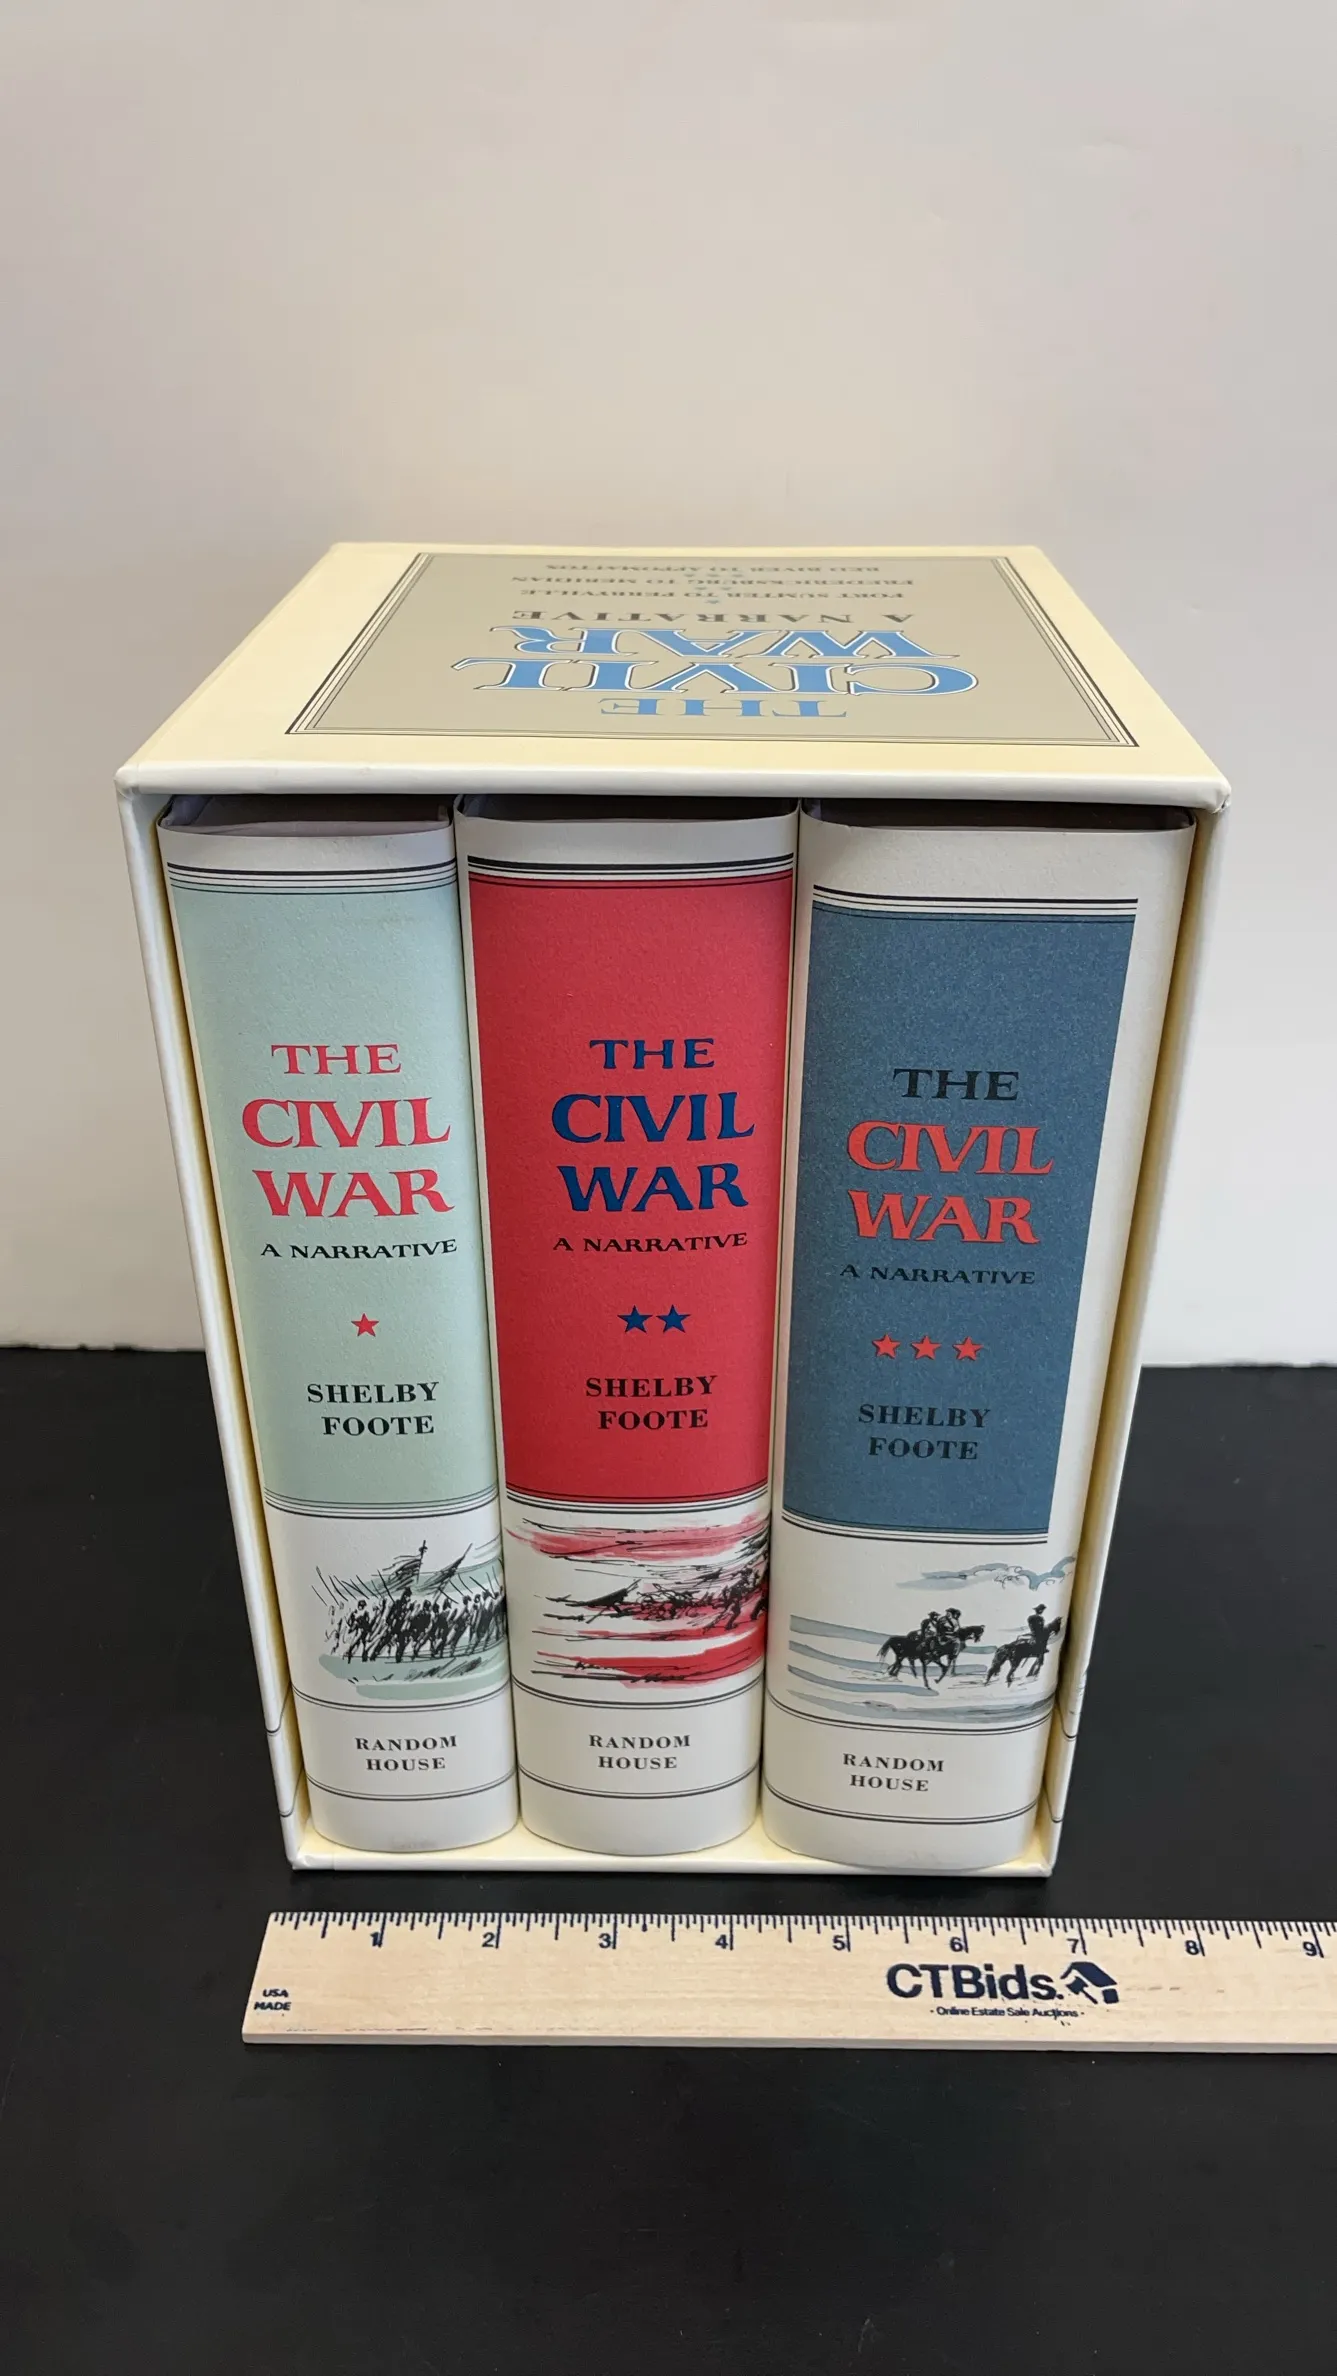 THE
CIVIL
WAR
A NARRATIVE
★
FORT SUMTER TO PERRYVILLE
★★
FREDERICKSBURG TO MERIDIAN
★★★
RED RIVER TO APPOMATTOX
THE
CIVIL
WAR
A NARRATIVE
★
SHELBY
FOOTE
RANDOM
HOUSE
THE
CIVIL
WAR
A NARRATIVE
★★
SHELBY
FOOTE
RANDOM
HOUSE
THE
CIVIL
WAR
A NARRATIVE
★★★
SHELBY
FOOTE
RANDOM
HOUSE
1 2 3 4 5 6 7 8 9
USA
MADE
CTBids.
· Online Estate Sale Auctions ·